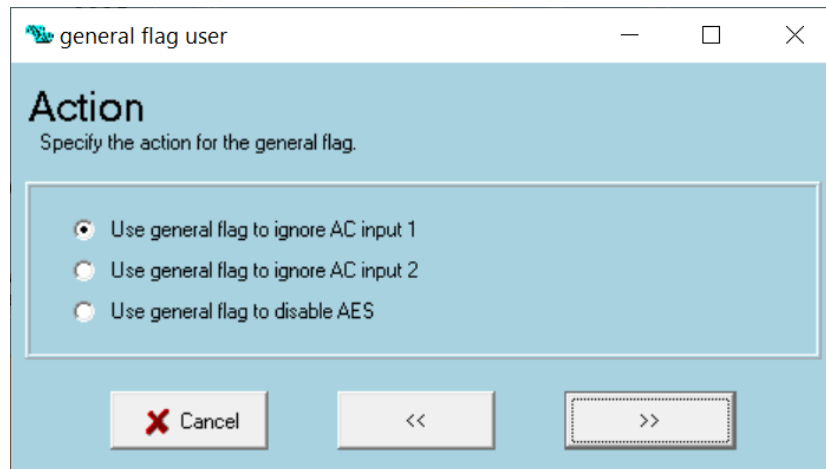 general flag user
Action
Specify the action for the general flag.
Use general flag to ignore AC input 1
Use general flag to ignore AC input 2
Use general flag to disable AES
Cancel
<<
>>